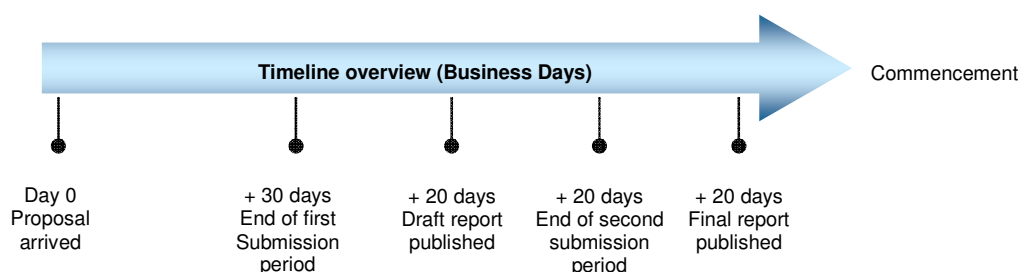 Timeline overview (Business Days)
Commencement
Day 0
Proposal
arrived
+ 30 days
End of first
Submission
period
+ 20 days
Draft report
published
+ 20 days
End of second
submission
period
+ 20 days
Final report
published